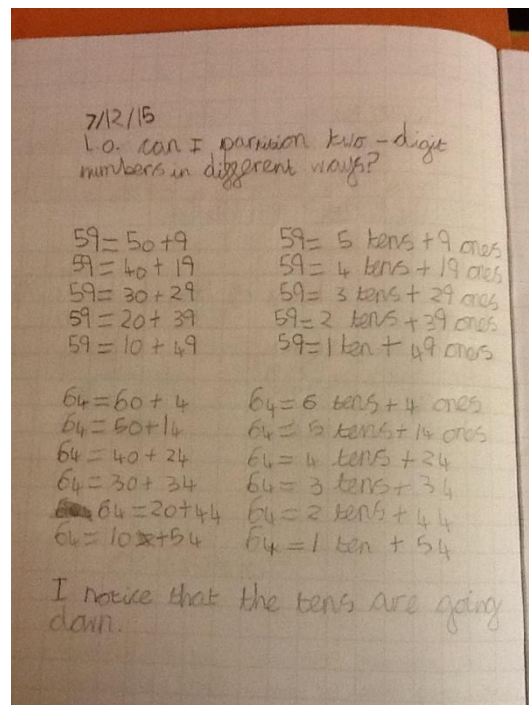 7/12/15
L.O. can I parrision two-digit
numbers in different ways?
59=50+9 59= 5 tens +9 ones
59=40+19 59= 4 tens + 19 ones
59=30+29 59= 3 tens + 29 ones
59=20+39 59=2 tens +39 ones
59=10+49 59=1 ten + 49 ones
64=60+4 64=6 tens+4 ones
64=50+14 64=5 tens+14 ones
64=40+24 64=4 tens +24
64=30+34 64=3 tens+34
64=20+44 64=2 tens+44
64=10+54 64=1 ten + 54
I notice that the tens are going
down.